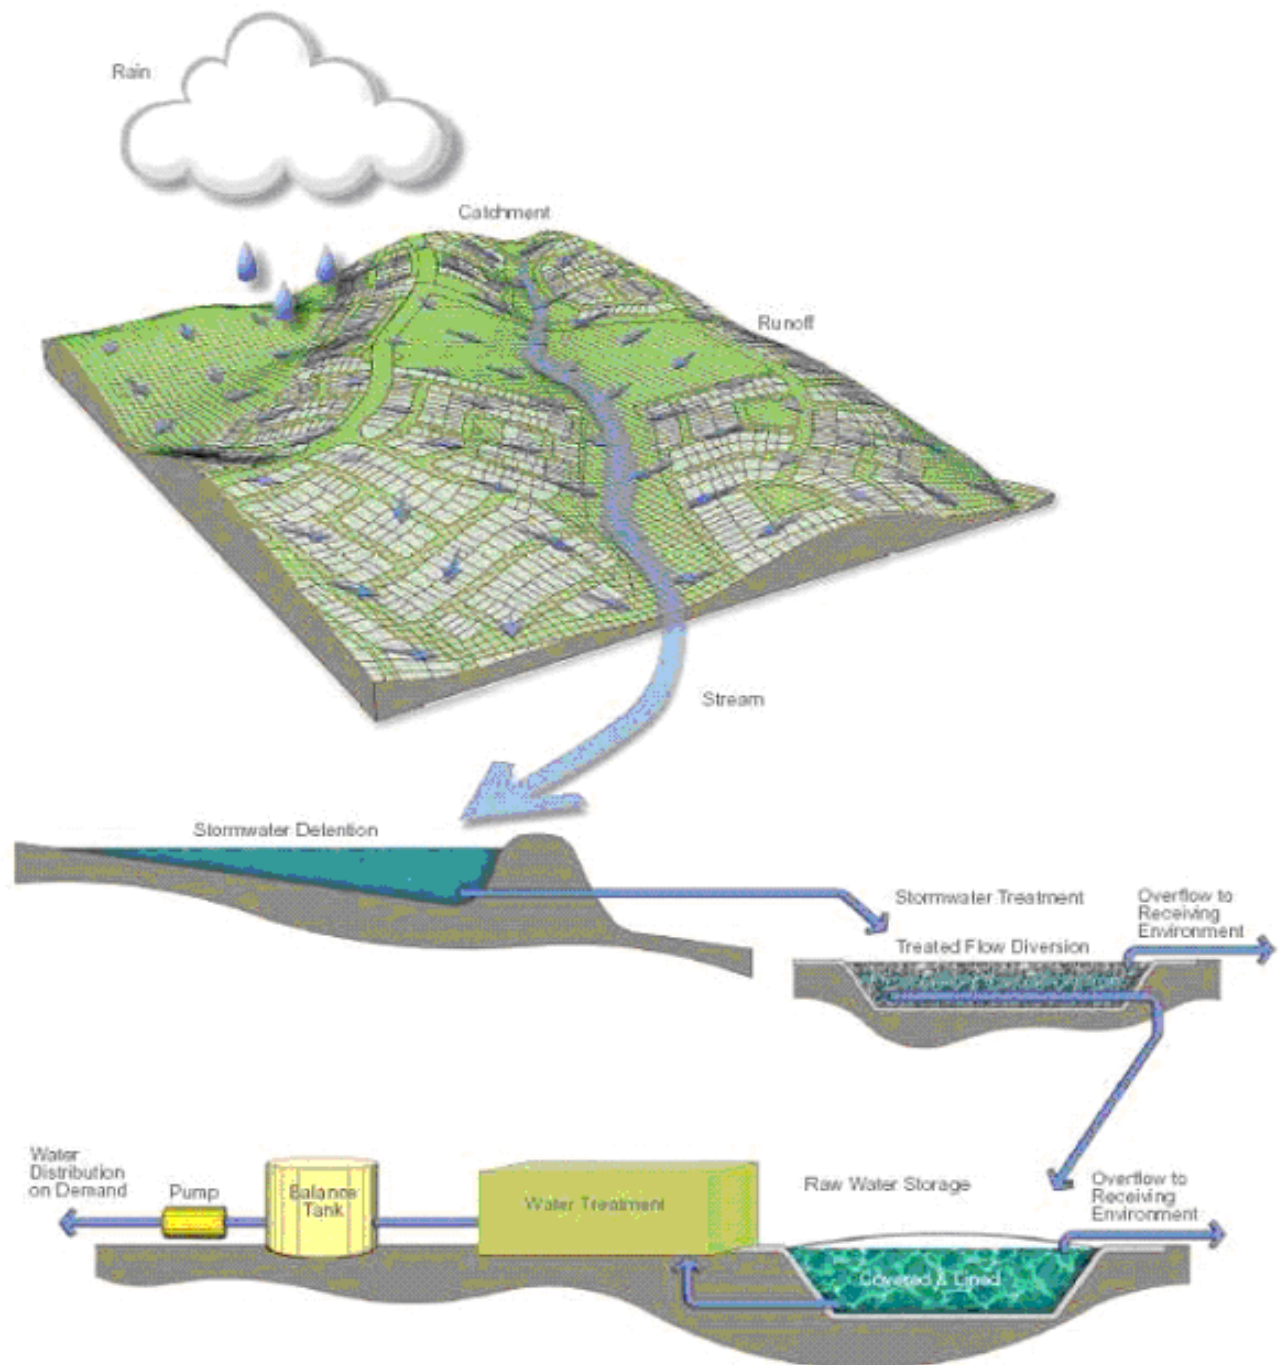 Rain
Catchment
Runoff
Stream
Stormwater Detention
Stormwater Treatment
Overflow to
Receiving
Environment
Treated Flow Diversion
Water
Distribution
on Demand
Pump
Balance
Tank
Water Treatment
Raw Water Storage
Overflow to
Receiving
Environment
Covered & Lined